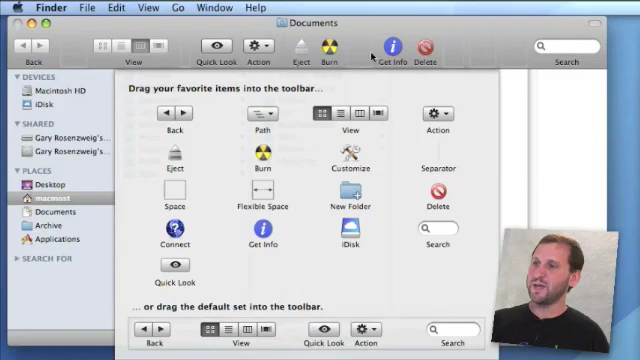 Finder File Edit View Go Window Help
Documents
Back View Quick Look Action Eject Burn Get Info Delete Search
DEVICES
Macintosh HD
iDisk
SHARED
Gary Rosenzweig's...
Gary Rosenzweig's...
PLACES
Desktop
macmost
Documents
Archive
Applications
SEARCH FOR
Drag your favorite items into the toolbar...
Back Path View Action
Eject Burn Customize Separator
Space Flexible Space New Folder Delete
Connect Get Info iDisk Search
Quick Look
... or drag the default set into the toolbar.
Back View Quick Look Action Search